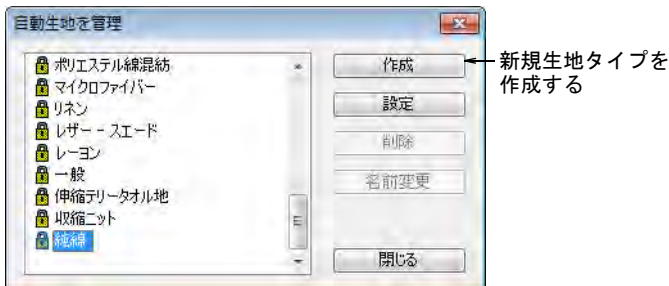 自動生地を管理
ポリエステル綿混紡
マイクロファイバー
リネン
レザー - スエード
レーヨン
一般
伸縮テリータオル地
収縮ニット
純綿
作成
設定
削除
名前変更
閉じる
新規生地タイプを
作成する